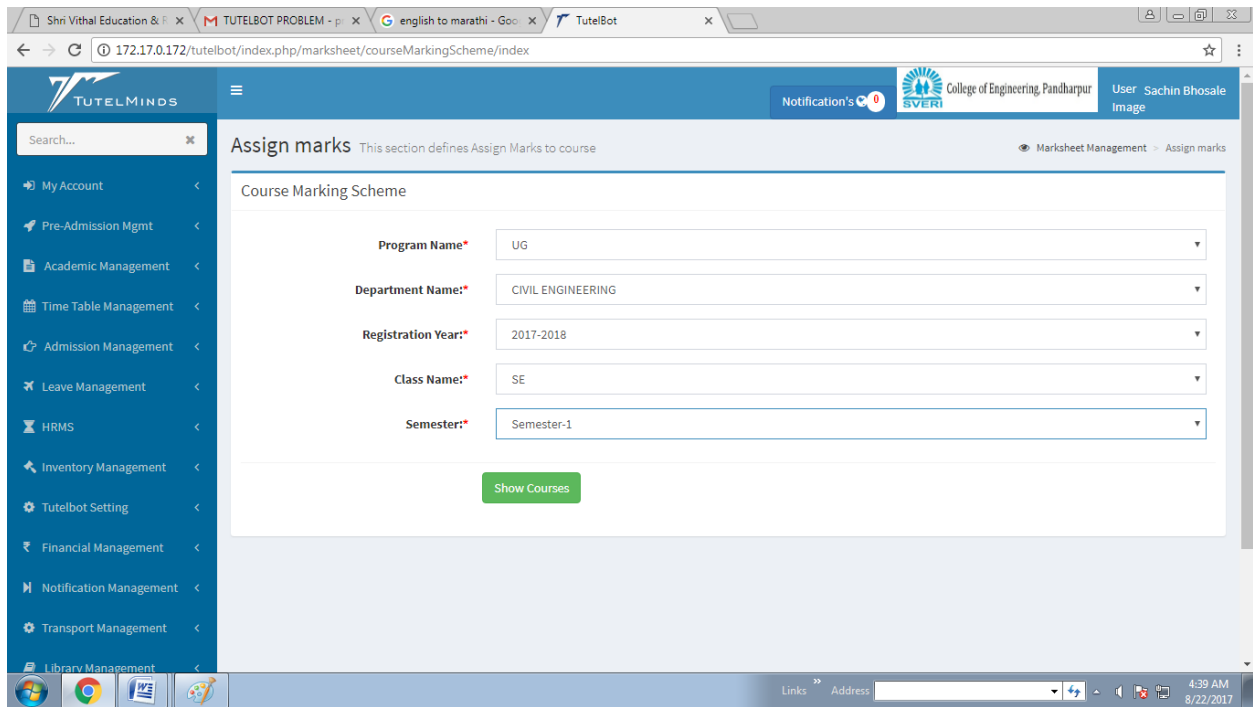 Shri Vithal Education & R
TUTELBOT PROBLEM - pr
english to marathi - Goo
TutelBot
172.17.0.172/tutelbot/index.php/marksheet/courseMarkingScheme/index
TUTELMINDS
Notification's 0
SVERI
College of Engineering, Pandharpur
User Image
Sachin Bhosale
Search...
Assign marks This section defines Assign Marks to course
Marksheet Management > Assign marks
My Account
Pre-Admission Mgmt
Academic Management
Time Table Management
Admission Management
Leave Management
HRMS
Inventory Management
Tutelbot Setting
Financial Management
Notification Management
Transport Management
Library Management
Course Marking Scheme
Program Name* UG
Department Name:* CIVIL ENGINEERING
Registration Year:* 2017-2018
Class Name:* SE
Semester:* Semester-1
Show Courses
Links » Address
4:39 AM
8/22/2017